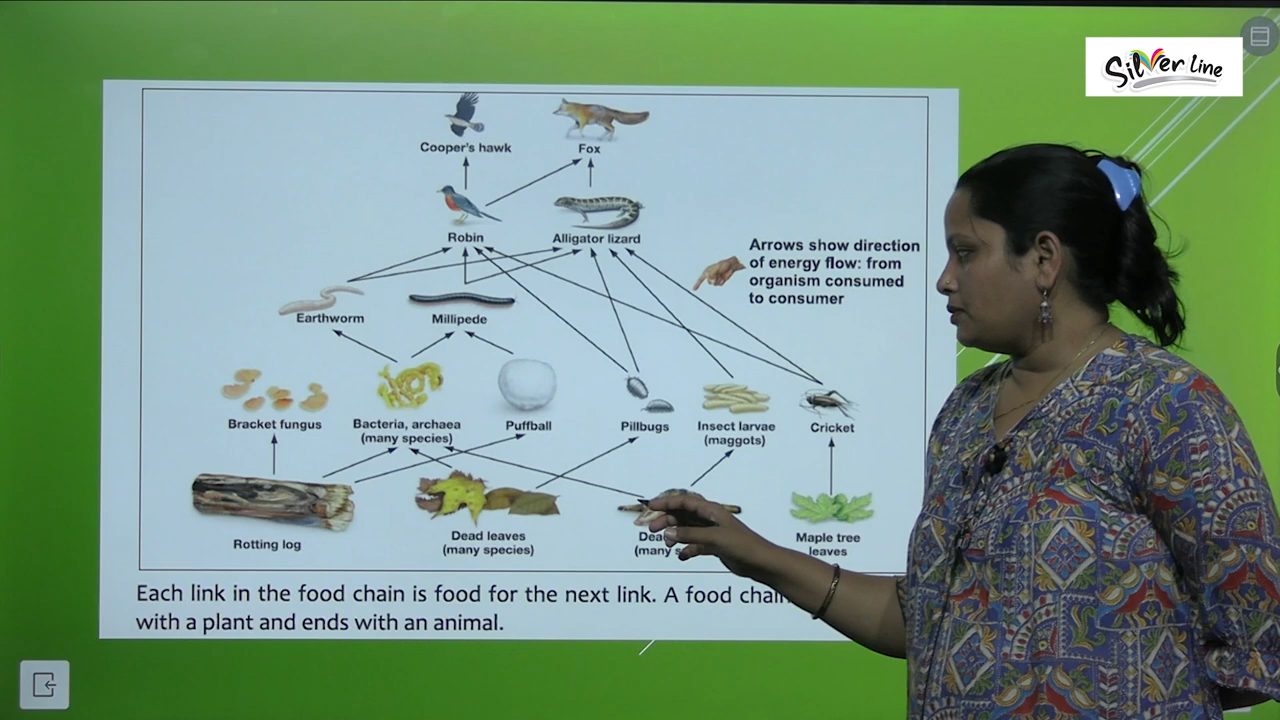 Silver line
Cooper's hawk
Fox
Robin
Alligator lizard
Arrows show direction
of energy flow: from
organism consumed
to consumer
Earthworm
Millipede
Bracket fungus
Bacteria, archaea
(many species)
Puffball
Pillbugs
Insect larvae
(maggots)
Cricket
Rotting log
Dead leaves
(many species)
(many
Maple tree
leaves
Each link in the food chain is food for the next link. A food chain
with a plant and ends with an animal.